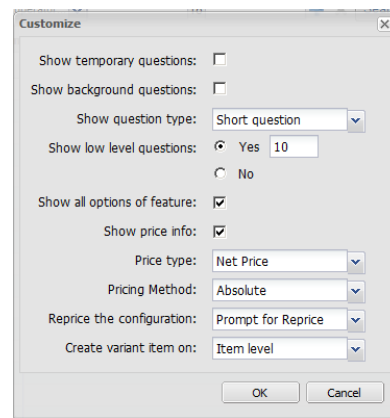 Customize
Show temporary questions:
Show background questions:
Show question type: Short question
Show low level questions: Yes 10
No
Show all options of feature:
Show price info:
Price type: Net Price
Pricing Method: Absolute
Reprice the configuration: Prompt for Reprice
Create variant item on: Item level
OK Cancel